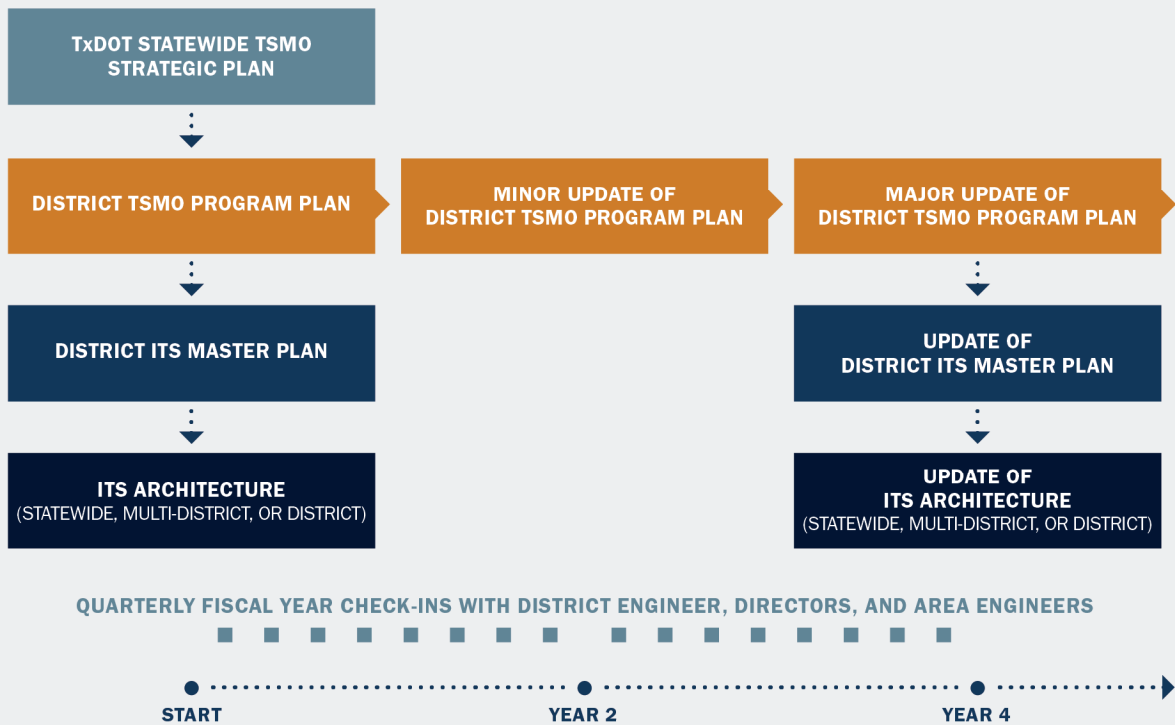 TxDOT STATEWIDE TSMO
STRATEGIC PLAN
DISTRICT TSMO PROGRAM PLAN
MINOR UPDATE OF
DISTRICT TSMO PROGRAM PLAN
MAJOR UPDATE OF
DISTRICT TSMO PROGRAM PLAN
DISTRICT ITS MASTER PLAN
UPDATE OF
DISTRICT ITS MASTER PLAN
ITS ARCHITECTURE
(STATEWIDE, MULTI-DISTRICT, OR DISTRICT)
UPDATE OF
ITS ARCHITECTURE
(STATEWIDE, MULTI-DISTRICT, OR DISTRICT)
QUARTERLY FISCAL YEAR CHECK-INS WITH DISTRICT ENGINEER, DIRECTORS, AND AREA ENGINEERS
START
YEAR 2
YEAR 4